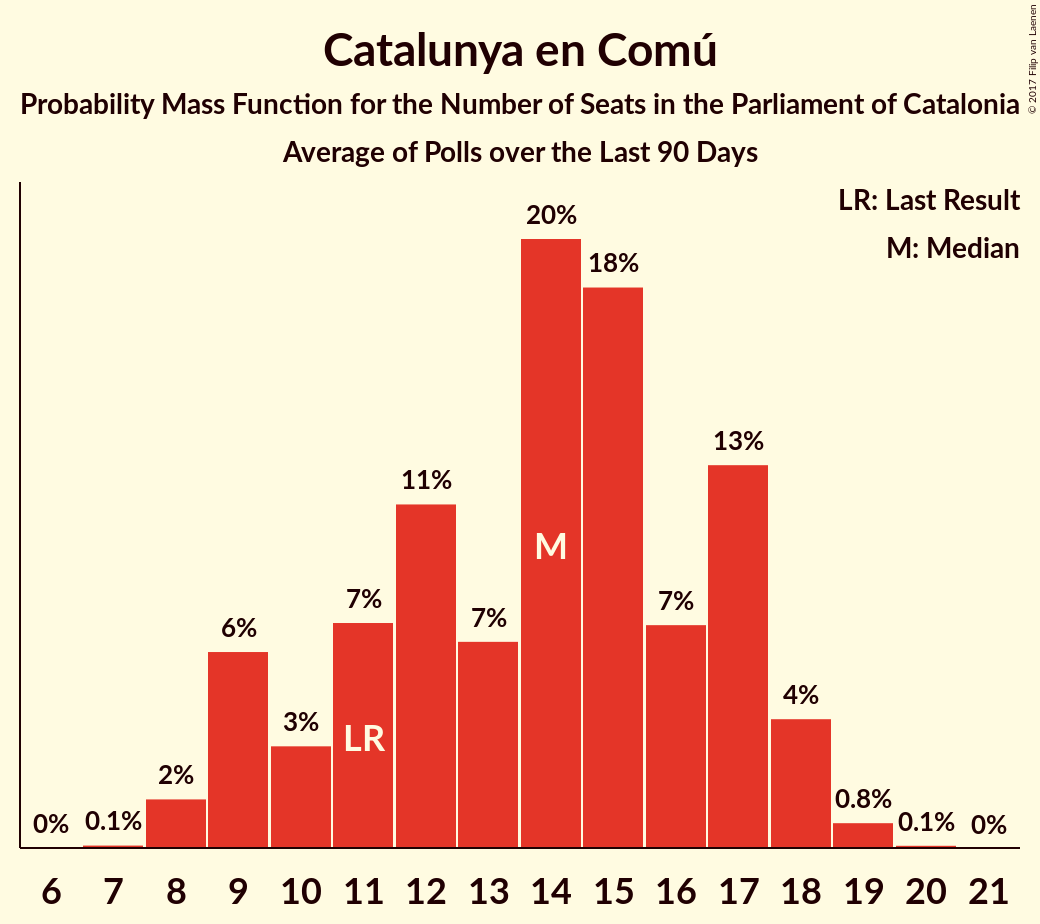 Catalunya en Comú
Probability Mass Function for the Number of Seats in the Parliament of Catalonia
Average of Polls over the Last 90 Days
© 2017 Filip van Laenen
LR: Last Result
M: Median
0% 0.1% 2% 6% 3% 7% 11% 7% 20% 18% 7% 13% 4% 0.8% 0.1% 0%
LR M
6 7 8 9 10 11 12 13 14 15 16 17 18 19 20 21